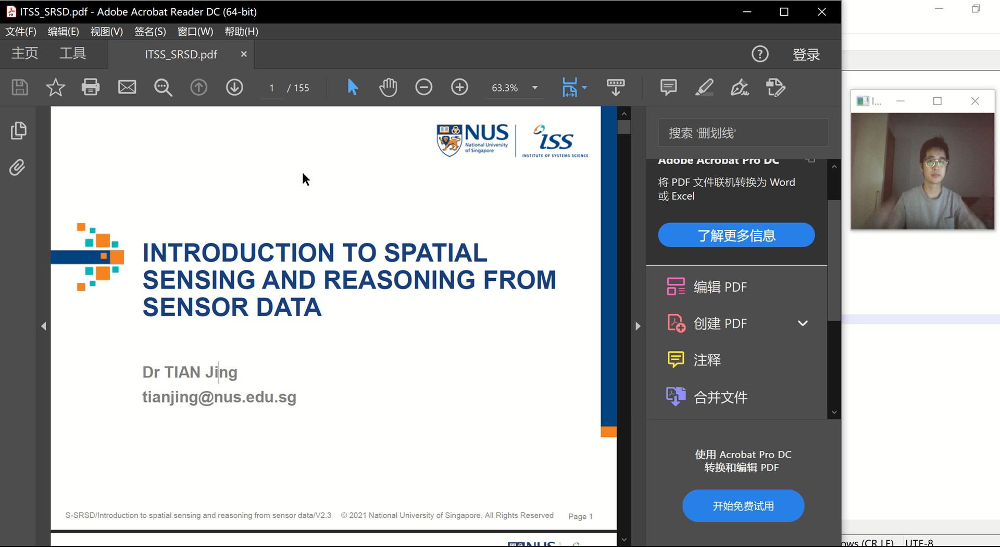 ITSS_SRSD.pdf - Adobe Acrobat Reader DC (64-bit)
文件(F) 编辑(E) 视图(V) 签名(S) 窗口(W) 帮助(H)
主页 工具 ITSS_SRSD.pdf 登录
1 / 155 63.3%
NUS
National University
of Singapore
ISS
INSTITUTE OF SYSTEMS SCIENCE
INTRODUCTION TO SPATIAL
SENSING AND REASONING FROM
SENSOR DATA
Dr TIAN Jing
tianjing@nus.edu.sg
S-SRSD/Introduction to spatial sensing and reasoning from sensor data/V2.3 © 2021 National University of Singapore. All Rights Reserved Page 1
NUS
搜索 '删划线'
Adobe Acrobat Pro DC
将 PDF 文件联机转换为 Word
或 Excel
了解更多信息
编辑 PDF
创建 PDF
注释
合并文件
使用 Acrobat Pro DC
转换和编辑 PDF
开始免费试用
I...
ows (CR LF) UTF-8